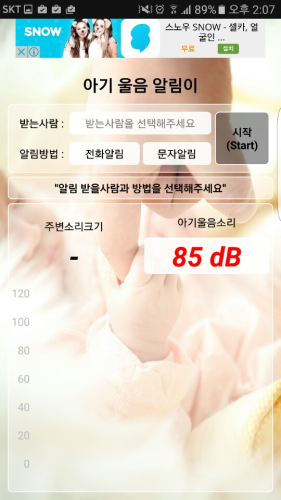 SKT 89% 오후 2:07
SNOW
스노우 SNOW - 셀카, 얼
굴인 ...
무료 설치
아기 울음 알림이
받는사람 : 받는사람을 선택해주세요
시작
(Start)
알림방법 : 전화알림 문자알림
"알림 받을사람과 방법을 선택해주세요"
주변소리크기 아기울음소리
- 85 dB
120
100
80
60
40
20
0